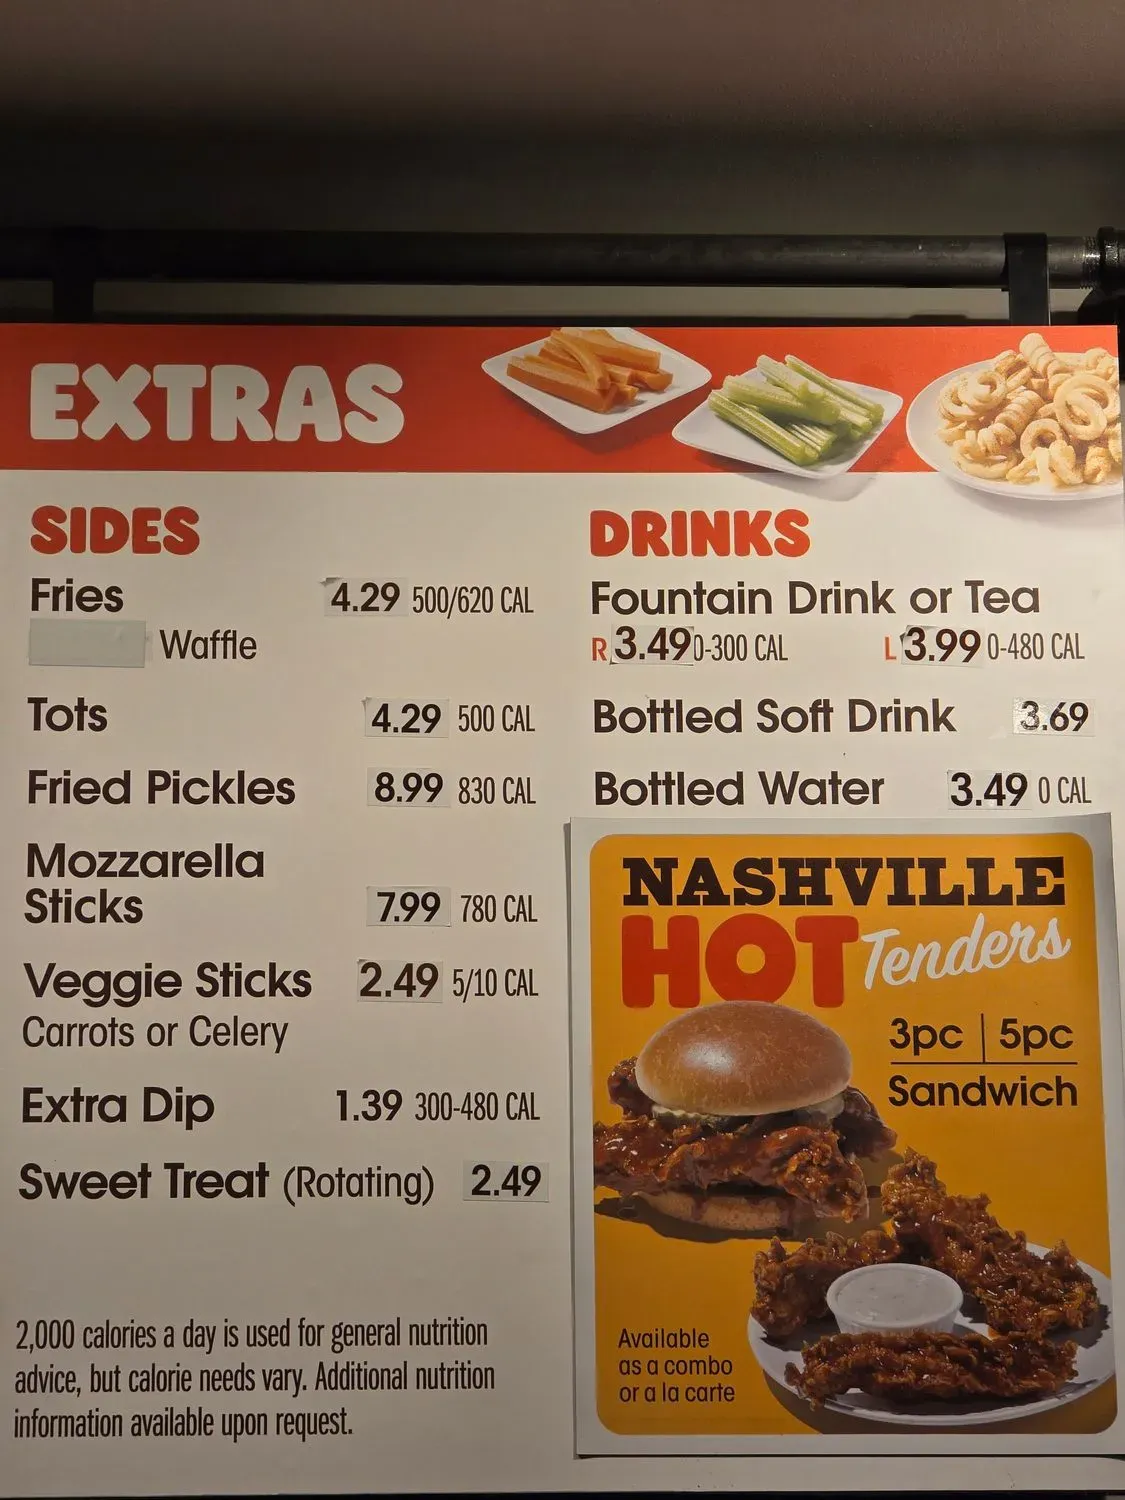 EXTRAS
SIDES
Fries 4.29 500/620 CAL
Waffle
Tots 4.29 500 CAL
Fried Pickles 8.99 830 CAL
Mozzarella
Sticks 7.99 780 CAL
Veggie Sticks 2.49 5/10 CAL
Carrots or Celery
Extra Dip 1.39 300-480 CAL
Sweet Treat (Rotating) 2.49
2,000 calories a day is used for general nutrition
advice, but calorie needs vary. Additional nutrition
information available upon request.
DRINKS
Fountain Drink or Tea
R 3.49 0-300 CAL L 3.99 0-480 CAL
Bottled Soft Drink 3.69
Bottled Water 3.49 0 CAL
NASHVILLE
HOT Tenders
3pc | 5pc
Sandwich
Available
as a combo
or a la carte